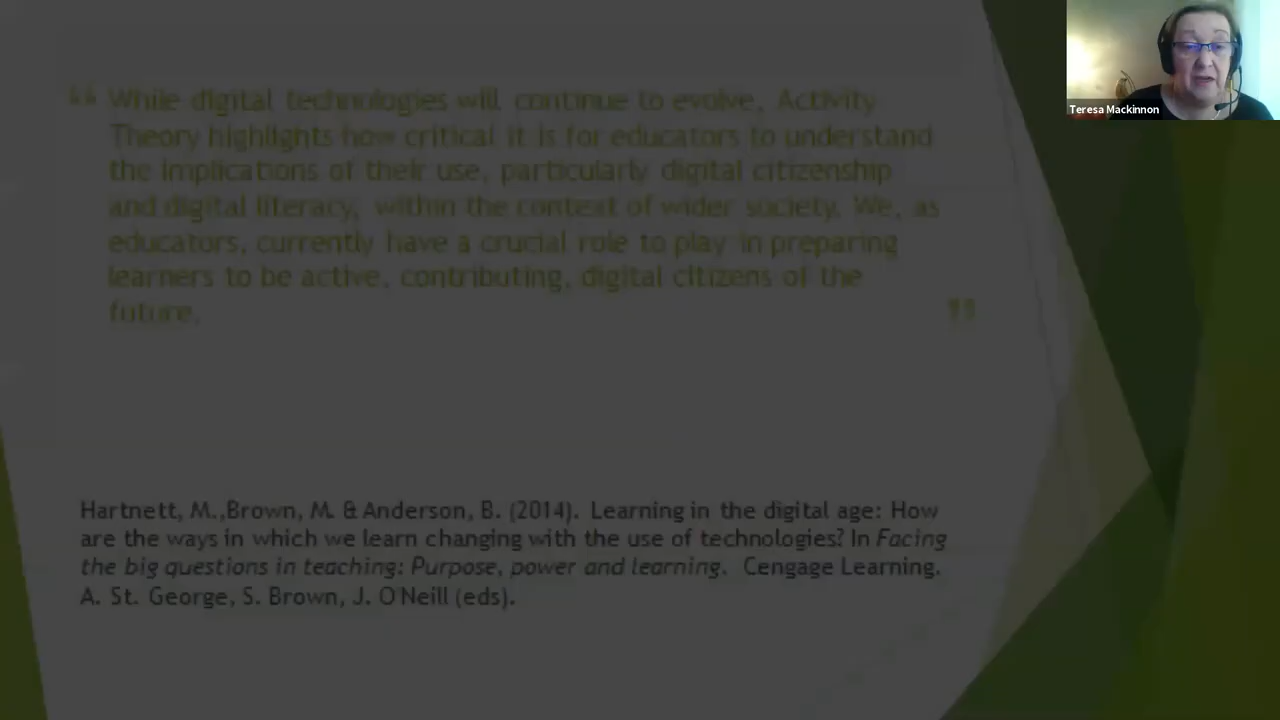 “ While digital technologies will continue to evolve, Activity
Theory highlights how critical it is for educators to understand
the implications of their use, particularly digital citizenship
and digital literacy, within the context of wider society. We, as
educators, currently have a crucial role to play in preparing
learners to be active, contributing, digital citizens of the
future. ”
Hartnett, M.,Brown, M. & Anderson, B. (2014). Learning in the digital age: How
are the ways in which we learn changing with the use of technologies? In Facing
the big questions in teaching: Purpose, power and learning. Cengage Learning.
A. St. George, S. Brown, J. O'Neill (eds).
Teresa Mackinnon